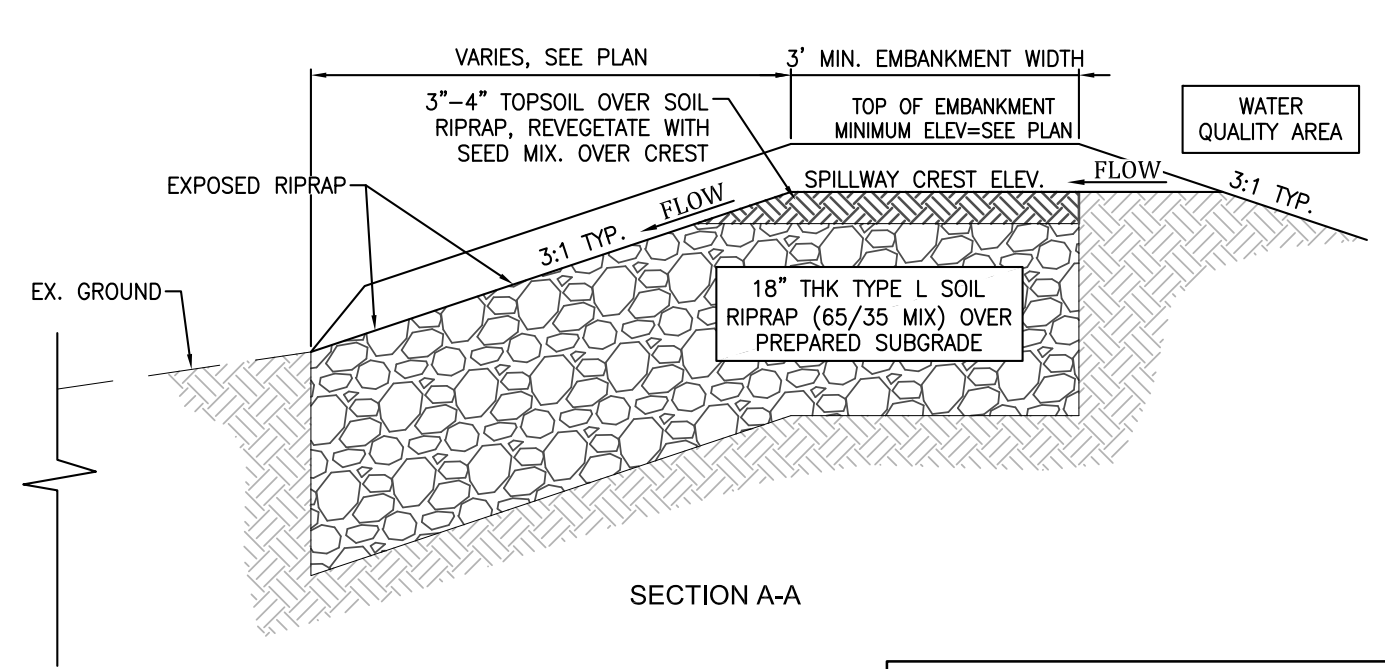 VARIES, SEE PLAN
3' MIN. EMBANKMENT WIDTH
3"-4" TOPSOIL OVER SOIL
RIPRAP, REVEGETATE WITH
SEED MIX. OVER CREST
TOP OF EMBANKMENT
MINIMUM ELEV=SEE PLAN
WATER
QUALITY AREA
EXPOSED RIPRAP
SPILLWAY CREST ELEV.
FLOW
3:1 TYP.
FLOW
3:1 TYP.
EX. GROUND
18" THK TYPE L SOIL
RIPRAP (65/35 MIX) OVER
PREPARED SUBGRADE
SECTION A-A